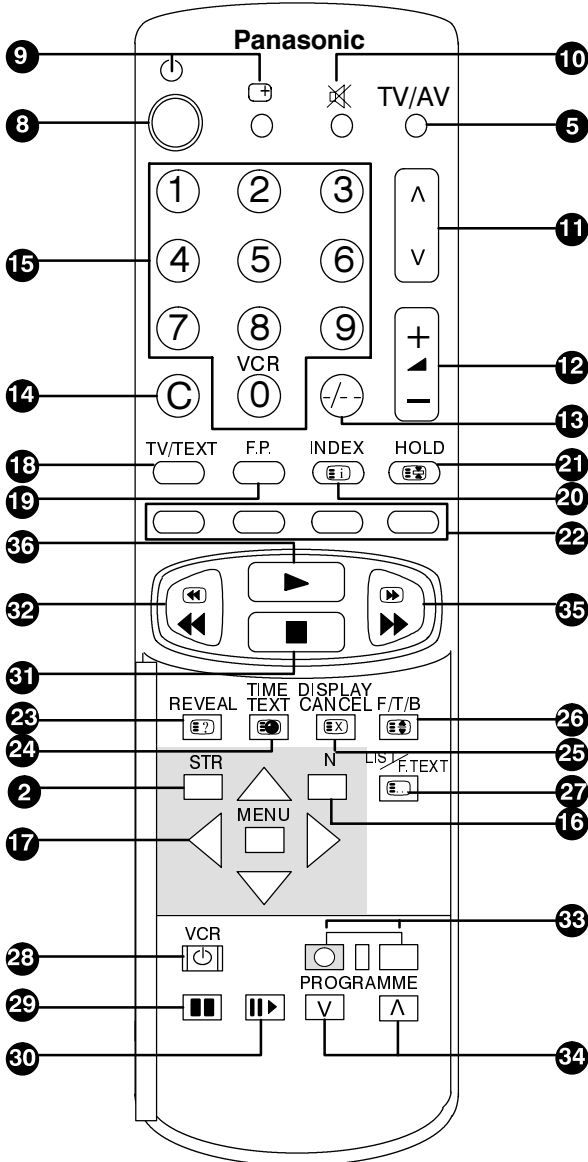 Panasonic
9
10
TV/AV
8
5
1 2 3
11
15
4 5 6
7 8 9
VCR
12
14
C 0 -/--
13
TV/TEXT F.P. INDEX HOLD
18
i
21
19
20
36
22
32
35
31
TIME DISPLAY
REVEAL TEXT CANCEL F/T/B
23
? X
26
24
25
STR N LIST/F.TEXT
2
27
MENU
16
17
33
VCR
28
PROGRAMME
29
30
34